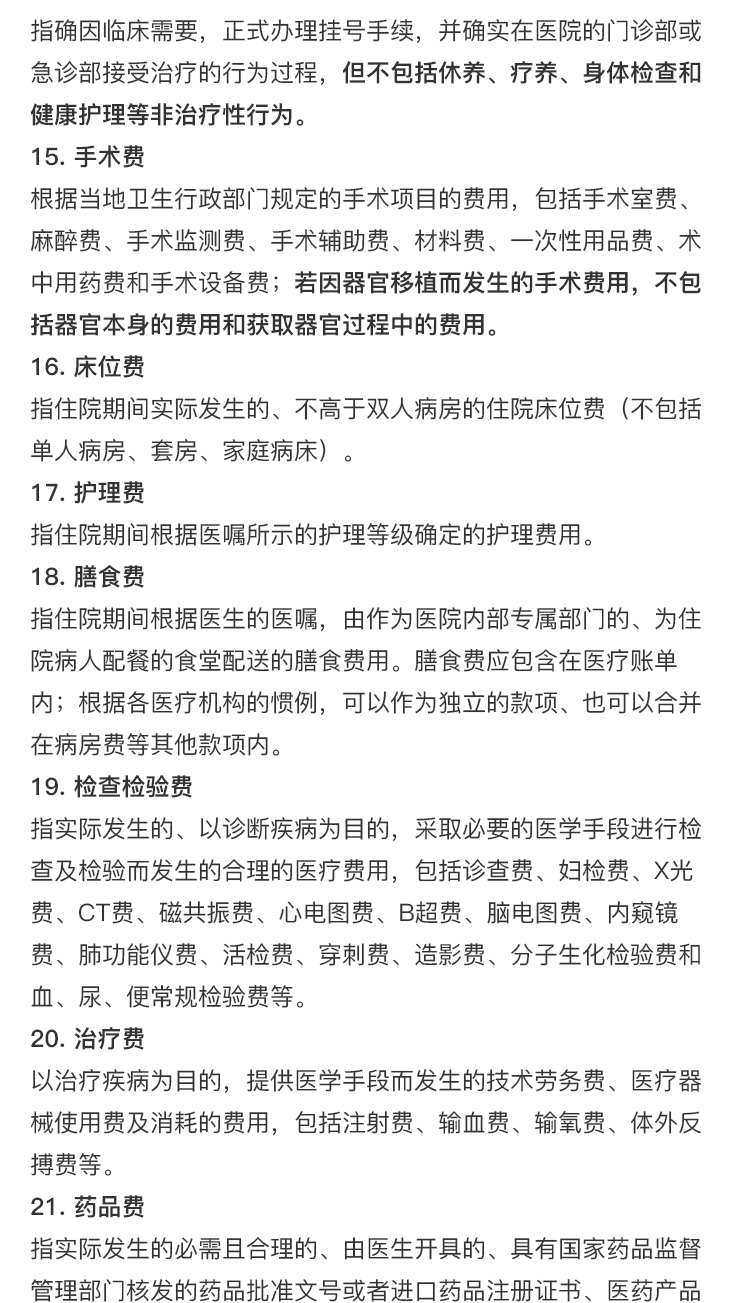 指确因临床需要，正式办理挂号手续，并确实在医院的门诊部或
急诊部接受治疗的行为过程，但不包括休养、疗养、身体检查和
健康护理等非治疗性行为。
15. 手术费
根据当地卫生行政部门规定的手术项目的费用，包括手术室费、
麻醉费、手术监测费、手术辅助费、材料费、一次性用品费、术
中用药费和手术设备费；若因器官移植而发生的手术费用，不包
括器官本身的费用和获取器官过程中的费用。
16. 床位费
指住院期间实际发生的、不高于双人病房的住院床位费（不包括
单人病房、套房、家庭病床）。
17. 护理费
指住院期间根据医嘱所示的护理等级确定的护理费用。
18. 膳食费
指住院期间根据医生的医嘱，由作为医院内部专属部门的、为住
院病人配餐的食堂配送的膳食费用。膳食费应包含在医疗账单
内；根据各医疗机构的惯例，可以作为独立的款项、也可以合并
在病房费等其他款项内。
19. 检查检验费
指实际发生的、以诊断疾病为目的，采取必要的医学手段进行检
查及检验而发生的合理的医疗费用，包括诊查费、妇检费、X光
费、CT费、磁共振费、心电图费、B超费、脑电图费、内窥镜
费、肺功能仪费、活检费、穿刺费、造影费、分子生化检验费和
血、尿、便常规检验费等。
20. 治疗费
以治疗疾病为目的，提供医学手段而发生的技术劳务费、医疗器
械使用费及消耗的费用，包括注射费、输血费、输氧费、体外反
搏费等。
21. 药品费
指实际发生的必需且合理的、由医生开具的、具有国家药品监督
管理部门核发的药品批准文号或者进口药品注册证书、医药产品